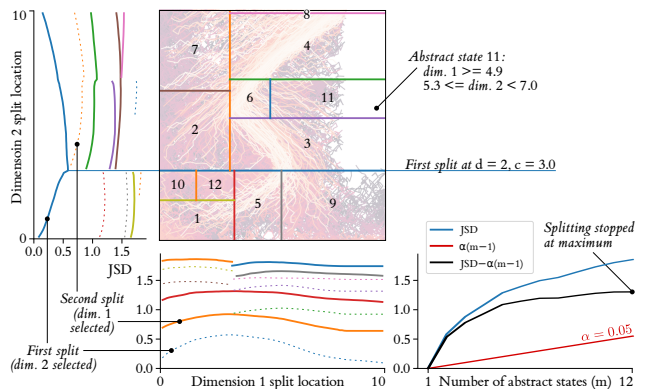 10
Dimensoin 2 split location
0
0.0 0.5 1.0 1.5
JSD
8
7
4
6
11
2
3
10
12
1
5
9
Abstract state 11:
dim. 1 >= 4.9
5.3 <= dim. 2 < 7.0
First split at d = 2, c = 3.0
Second split
(dim. 1
selected)
First split
(dim. 2 selected)
1.5
1.0
0.5
0.0
0
Dimension 1 split location
10
JSD
α(m−1)
JSD−α(m−1)
Splitting stopped
at maximum
1.5
1.0
0.5
0.0
α = 0.05
1
Number of abstract states (m)
12